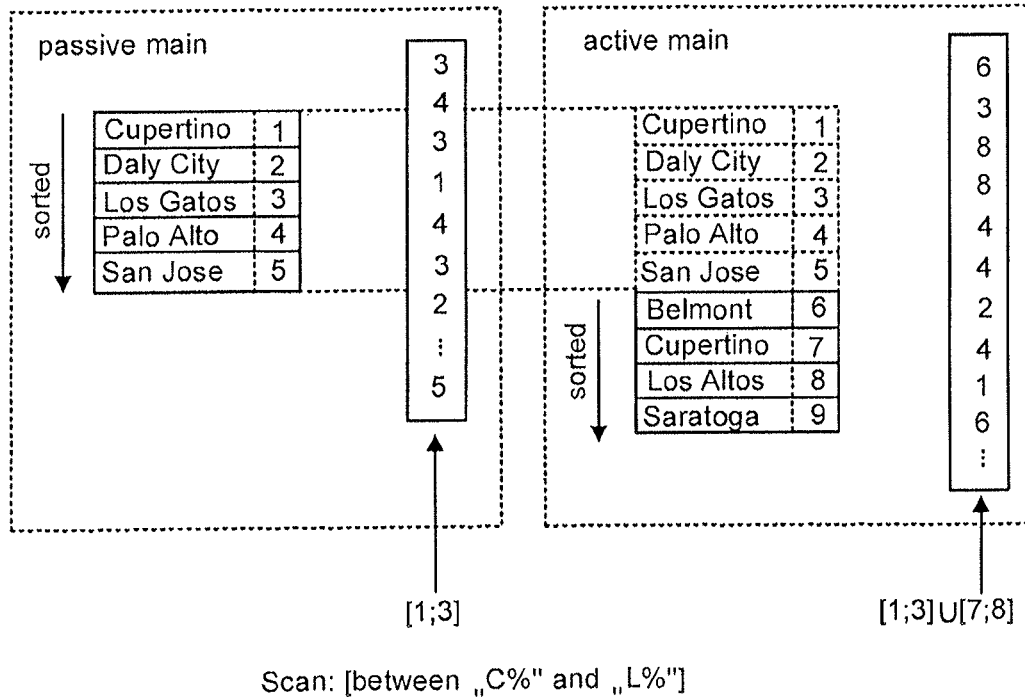 passive main
sorted
Cupertino 1
Daly City 2
Los Gatos 3
Palo Alto 4
San Jose 5
3
4
3
1
4
3
2
⋮
5
[1;3]
active main
Cupertino 1
Daly City 2
Los Gatos 3
Palo Alto 4
San Jose 5
sorted
Belmont 6
Cupertino 7
Los Altos 8
Saratoga 9
6
3
8
8
4
4
2
4
1
6
⋮
[1;3]∪[7;8]
Scan: [between „C%" and „L%"]